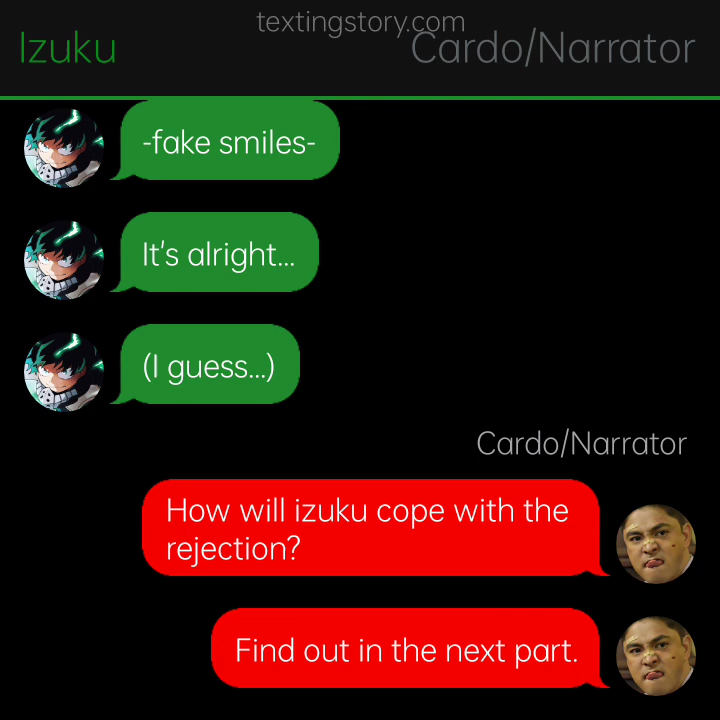 textingstory.com
Izuku
Cardo/Narrator
-fake smiles-
It's alright...
(I guess...)
Cardo/Narrator
How will izuku cope with the
rejection?
Find out in the next part.